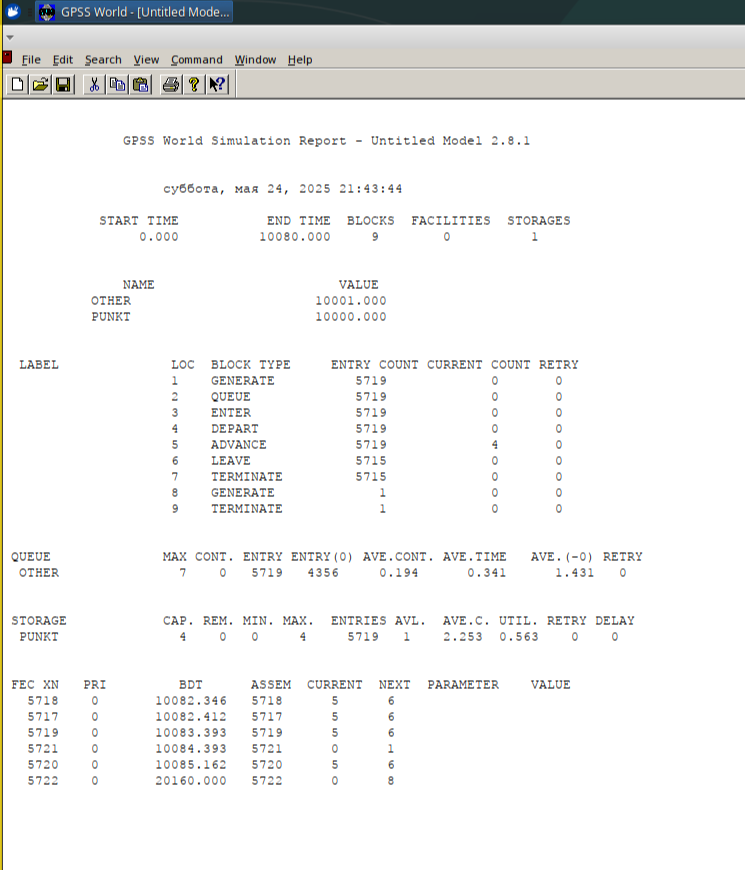 GPSS World - [Untitled Mode...
File Edit Search View Command Window Help
GPSS World Simulation Report - Untitled Model 2.8.1
суббота, мая 24, 2025 21:43:44
START TIME END TIME BLOCKS FACILITIES STORAGES
0.000 10080.000 9 0 1
NAME VALUE
OTHER 10001.000
PUNKT 10000.000
LABEL LOC BLOCK TYPE ENTRY COUNT CURRENT COUNT RETRY
1 GENERATE 5719 0 0
2 QUEUE 5719 0 0
3 ENTER 5719 0 0
4 DEPART 5719 0 0
5 ADVANCE 5719 4 0
6 LEAVE 5715 0 0
7 TERMINATE 5715 0 0
8 GENERATE 1 0 0
9 TERMINATE 1 0 0
QUEUE MAX CONT. ENTRY ENTRY(0) AVE.CONT. AVE.TIME AVE.(-0) RETRY
OTHER 7 0 5719 4356 0.194 0.341 1.431 0
STORAGE CAP. REM. MIN. MAX. ENTRIES AVL. AVE.C. UTIL. RETRY DELAY
PUNKT 4 0 0 4 5719 1 2.253 0.563 0 0
FEC XN PRI BDT ASSEM CURRENT NEXT PARAMETER VALUE
5718 0 10082.346 5718 5 6
5717 0 10082.412 5717 5 6
5719 0 10083.393 5719 5 6
5721 0 10084.393 5721 0 1
5720 0 10085.162 5720 5 6
5722 0 20160.000 5722 0 8